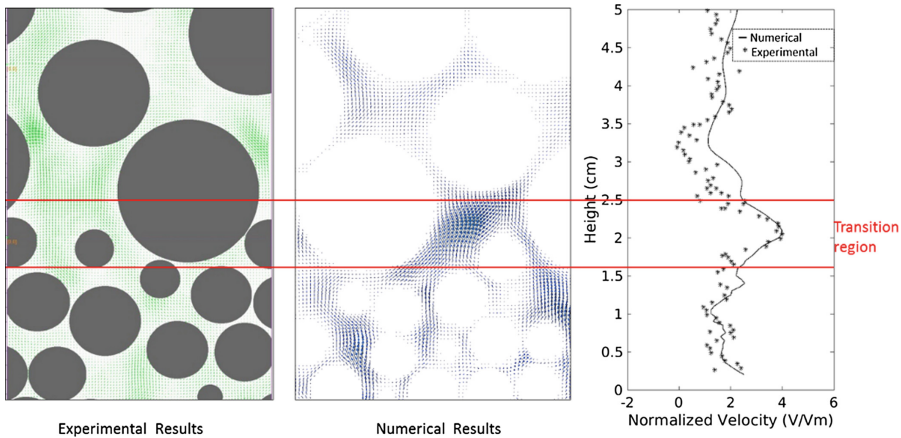 5
4.5
4
3.5
3
2.5
2
1.5
1
0.5
0
Height (cm)
Numerical
Experimental
Transition
region
-2 0 2 4 6
Normalized Velocity (V/Vm)
Experimental Results
Numerical Results